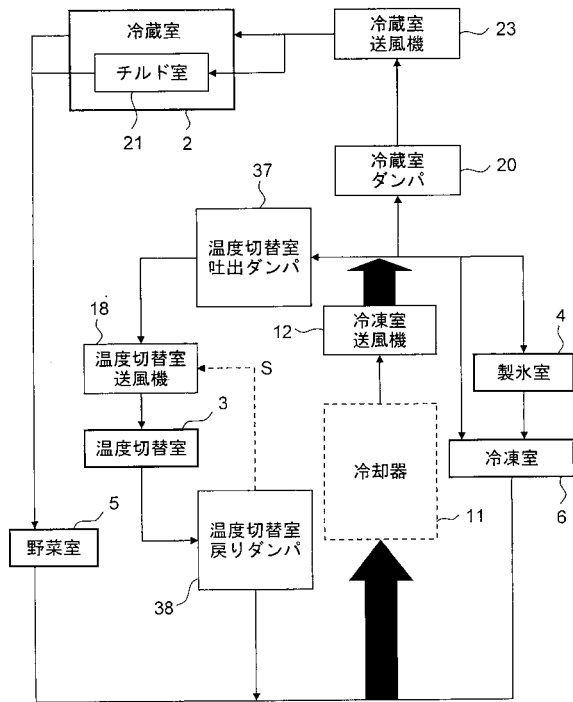 冷蔵室
チルド室
21
2
冷蔵室
送風機
23
冷蔵室
ダンパ
20
37
温度切替室
吐出ダンパ
18
温度切替室
送風機
S
12
冷凍室
送風機
4
製氷室
3
温度切替室
冷却器
11
冷凍室
6
5
野菜室
温度切替室
戻りダンパ
38